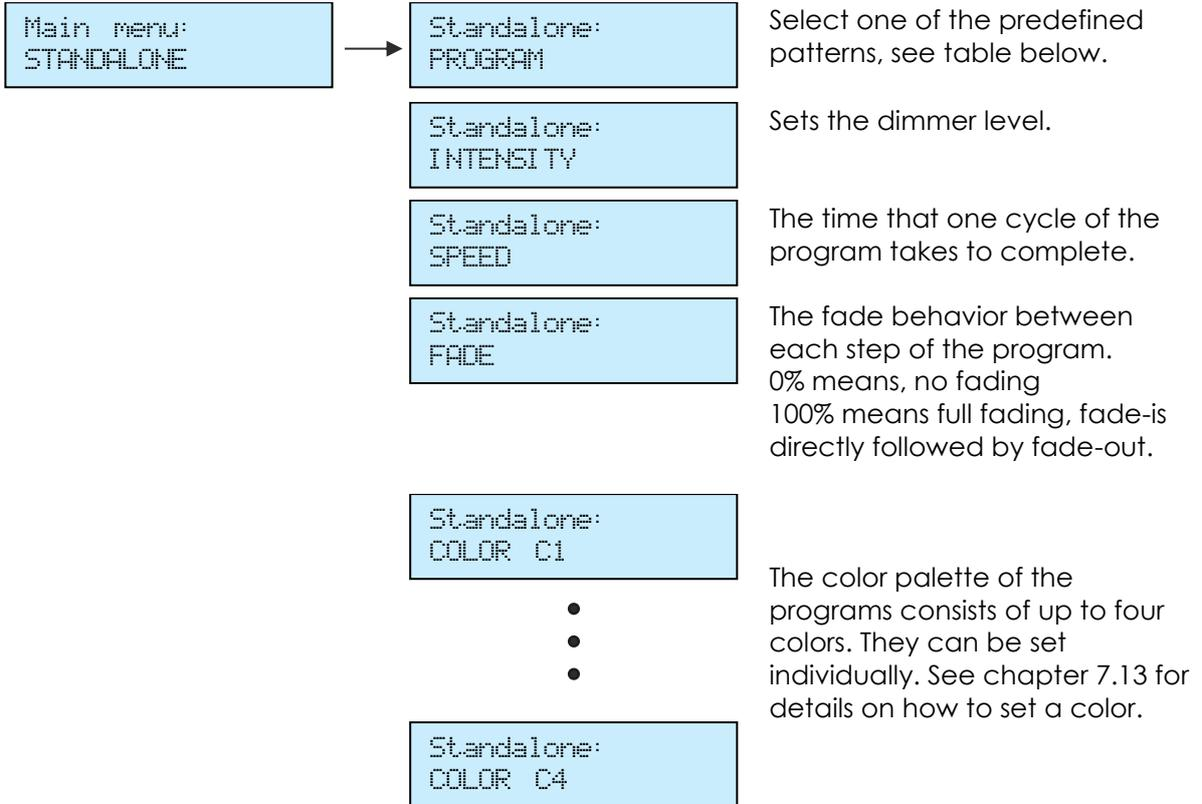 Main menu:
STANDALONE
Standalone:
PROGRAM
Select one of the predefined
patterns, see table below.
Standalone:
INTENSITY
Sets the dimmer level.
Standalone:
SPEED
The time that one cycle of the
program takes to complete.
Standalone:
FADE
The fade behavior between
each step of the program.
0% means, no fading
100% means full fading, fade-is
directly followed by fade-out.
Standalone:
COLOR C1
The color palette of the
programs consists of up to four
colors. They can be set
individually. See chapter 7.13 for
details on how to set a color.
Standalone:
COLOR C4